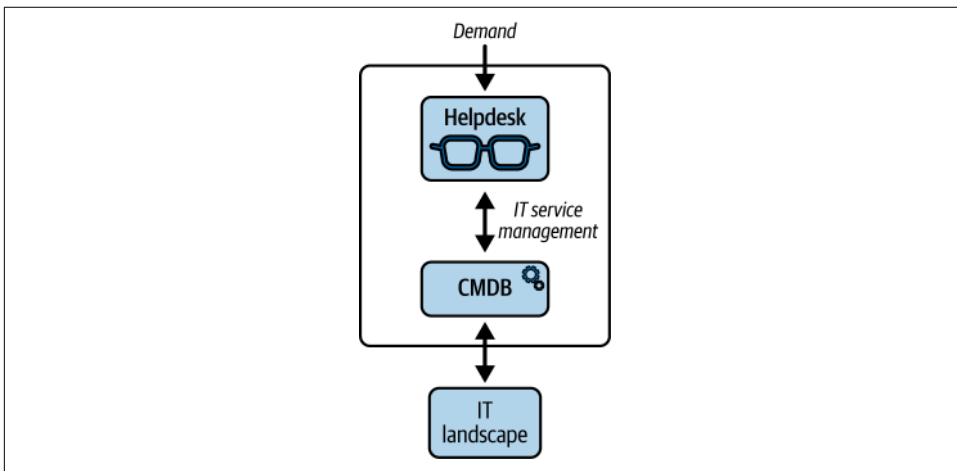 Demand
Helpdesk
IT service
management
CMDB
IT
landscape